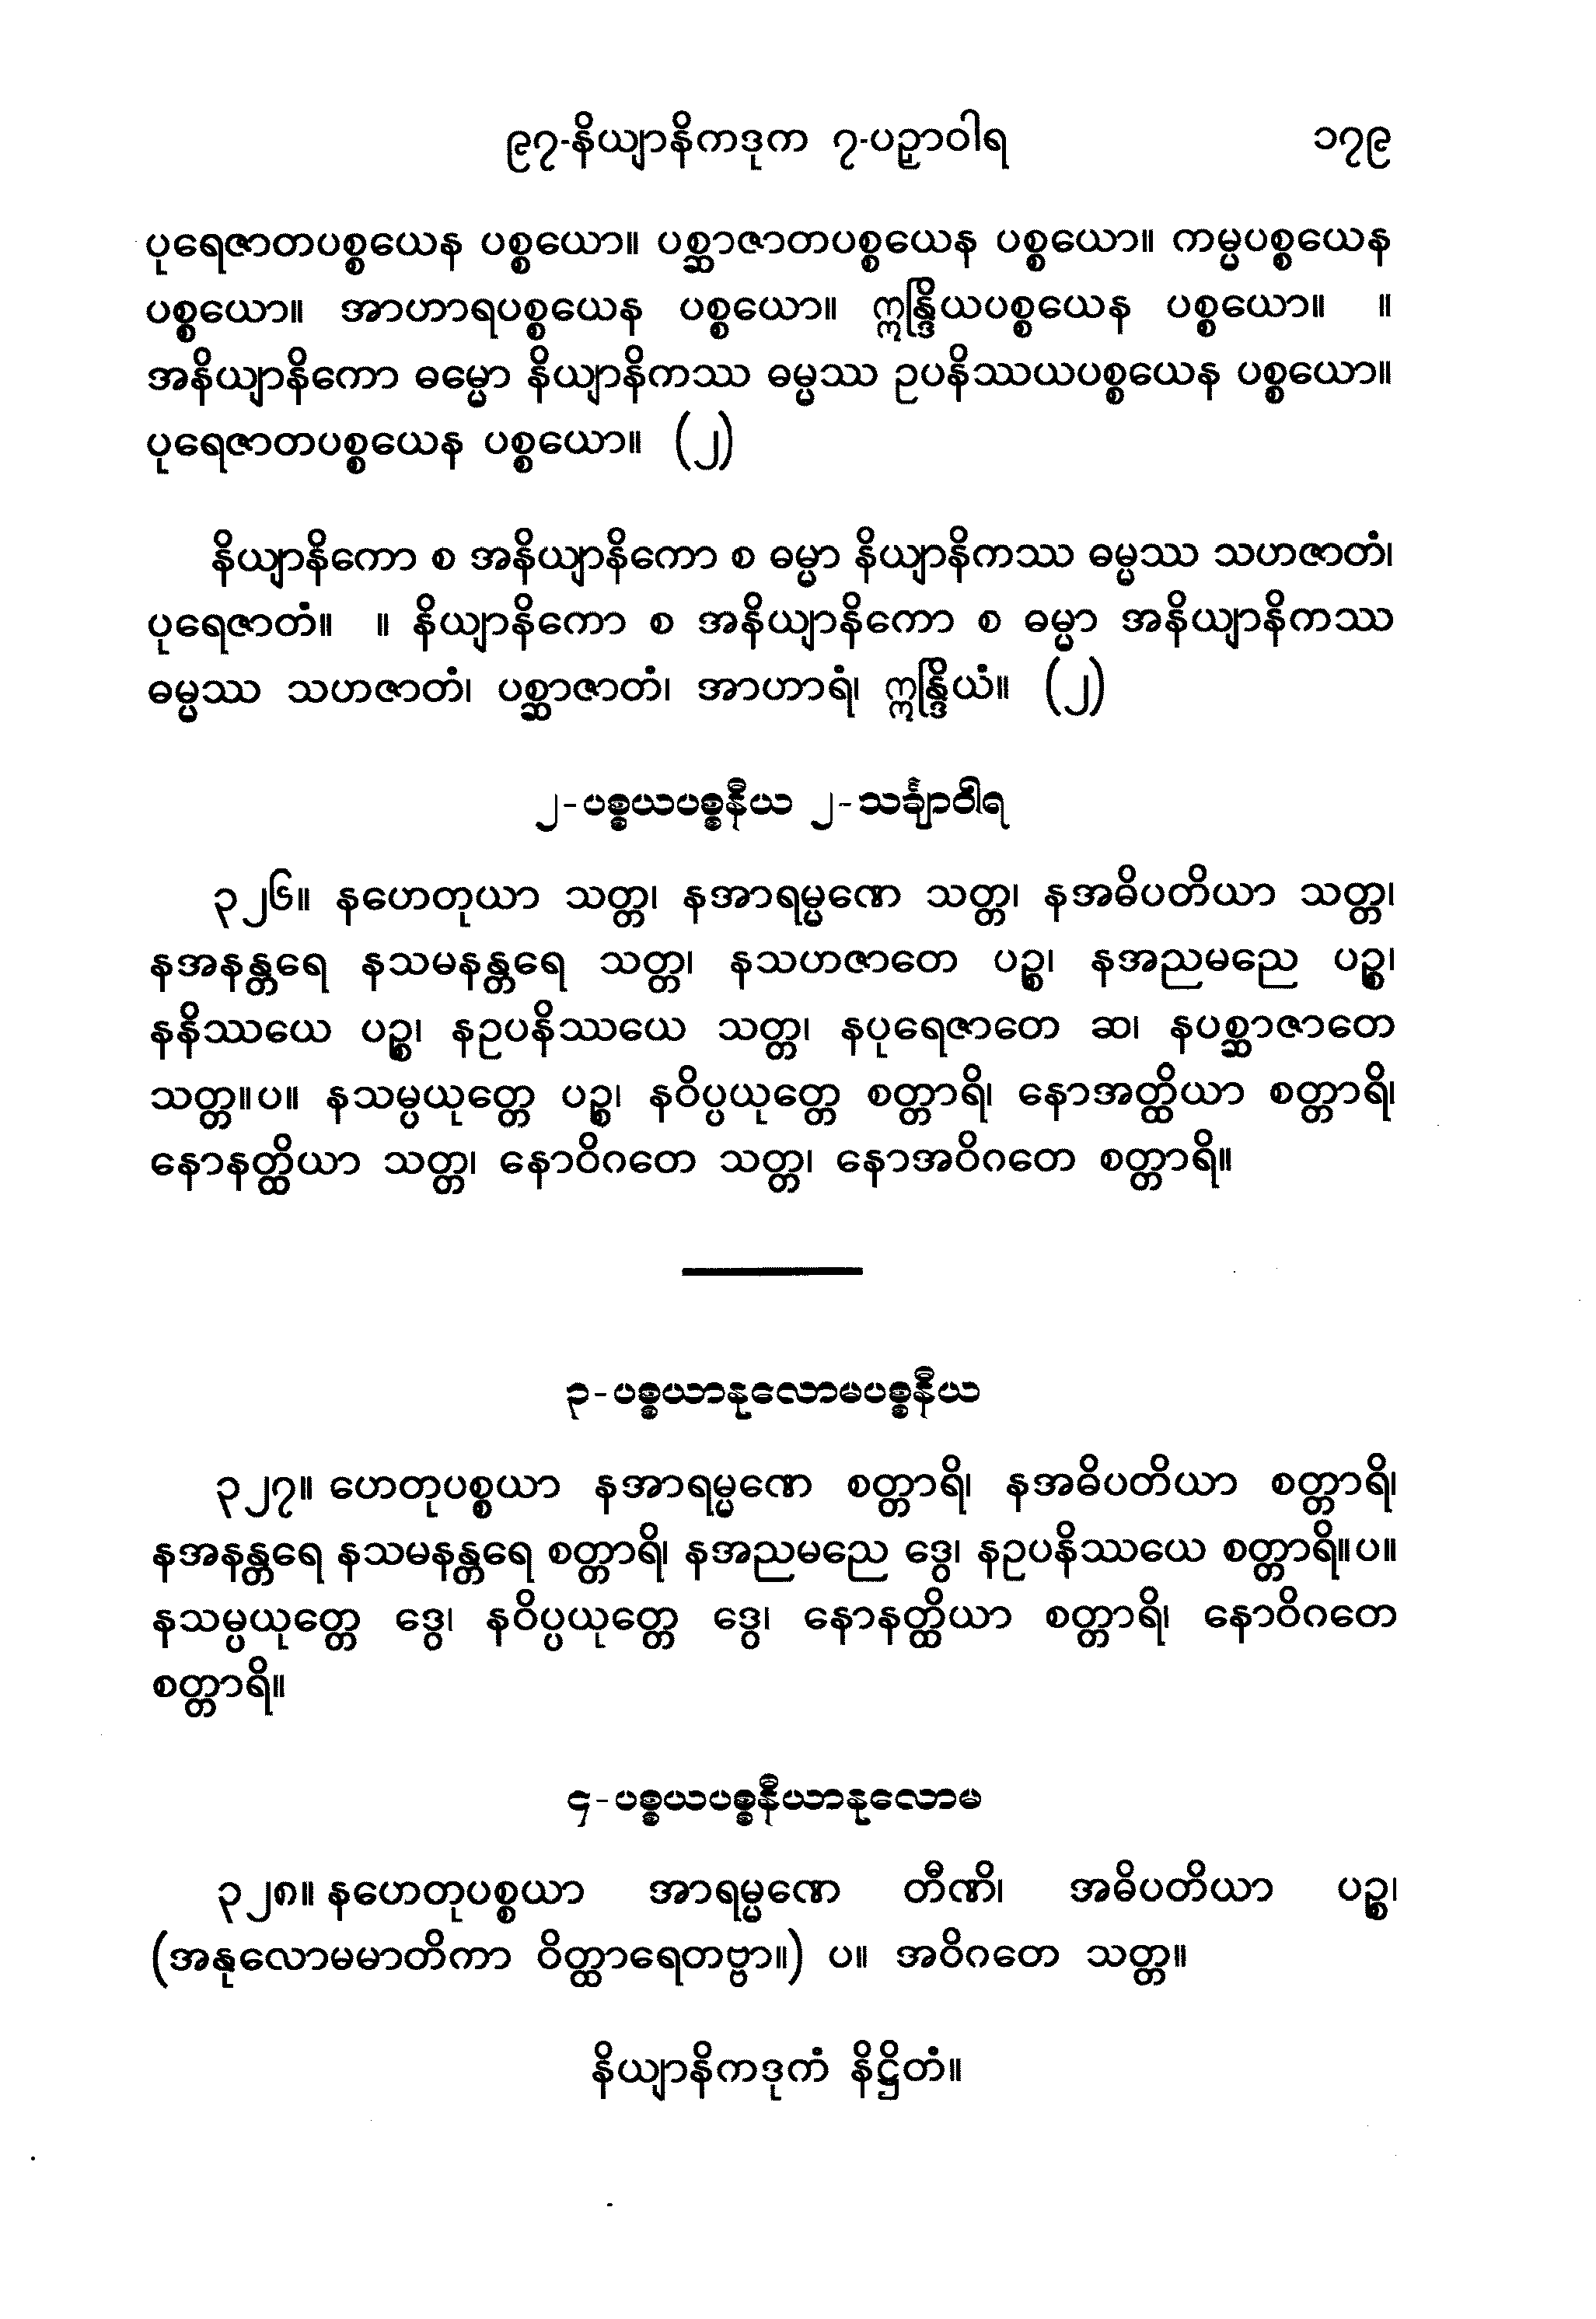 ၉၇-နိယျာနိကဒုက ၇-ပဉှာဝါရ ၁၇၉
ပုရေဇာတပစ္စယေန ပစ္စယော။ ပစ္ဆာဇာတပစ္စယေန ပစ္စယော။ ကမ္မပစ္စယေန
ပစ္စယော။ အာဟာရပစ္စယေန ပစ္စယော။ ဣန္ဒြိယပစ္စယေန ပစ္စယော။ ။
အနိယျာနိကော ဓမ္မော နိယျာနိကဿ ဓမ္မဿ ဥပနိဿယပစ္စယေန ပစ္စယော။
ပုရေဇာတပစ္စယေန ပစ္စယော။ (၂)
နိယျာနိကော စ အနိယျာနိကော စ ဓမ္မာ နိယျာနိကဿ ဓမ္မဿ သဟဇာတံ၊
ပုရေဇာတံ။ ။ နိယျာနိကော စ အနိယျာနိကော စ ဓမ္မာ အနိယျာနိကဿ
ဓမ္မဿ သဟဇာတံ၊ ပစ္ဆာဇာတံ၊ အာဟာရံ၊ ဣန္ဒြိယံ။ (၂)
၂-ပစ္စယပစ္စနီယ ၂-သင်္ချာဝါရ
၃၂၆။ နဟေတုယာ သတ္တ၊ နအာရမ္မဏေ သတ္တ၊ နအဓိပတိယာ သတ္တ၊
နအနန္တရေ နသမနန္တရေ သတ္တ၊ နသဟဇာတေ ပဉ္စ၊ နအညမညေ ပဉ္စ၊
နနိဿယေ ပဉ္စ၊ နဥပနိဿယေ သတ္တ၊ နပုရေဇာတေ ဆ၊ နပစ္ဆာဇာတေ
သတ္တ။ပ။ နသမ္ပယုတ္တေ ပဉ္စ၊ နဝိပ္ပယုတ္တေ စတ္တာရိ၊ နောအတ္ထိယာ စတ္တာရိ၊
နောနတ္ထိယာ သတ္တ၊ နောဝိဂတေ သတ္တ၊ နောအဝိဂတေ စတ္တာရိ။
၃-ပစ္စယာနုလောမပစ္စနီယ
၃၂၇။ ဟေတုပစ္စယာ နအာရမ္မဏေ စတ္တာရိ၊ နအဓိပတိယာ စတ္တာရိ၊
နအနန္တရေ နသမနန္တရေ စတ္တာရိ၊ နအညမညေ ဒွေ၊ နဥပနိဿယေ စတ္တာရိ။ပ။
နသမ္ပယုတ္တေ ဒွေ၊ နဝိပ္ပယုတ္တေ ဒွေ၊ နောနတ္ထိယာ စတ္တာရိ၊ နောဝိဂတေ
စတ္တာရိ။
၄-ပစ္စယပစ္စနီယာနုလောမ
၃၂၈။ နဟေတုပစ္စယာ အာရမ္မဏေ တီဏိ၊ အဓိပတိယာ ပဉ္စ၊
(အနုလောမမာတိကာ ဝိတ္ထာရေတဗ္ဗာ။) ပ။ အဝိဂတေ သတ္တ။
နိယျာနိကဒုကံ နိဋ္ဌိတံ။